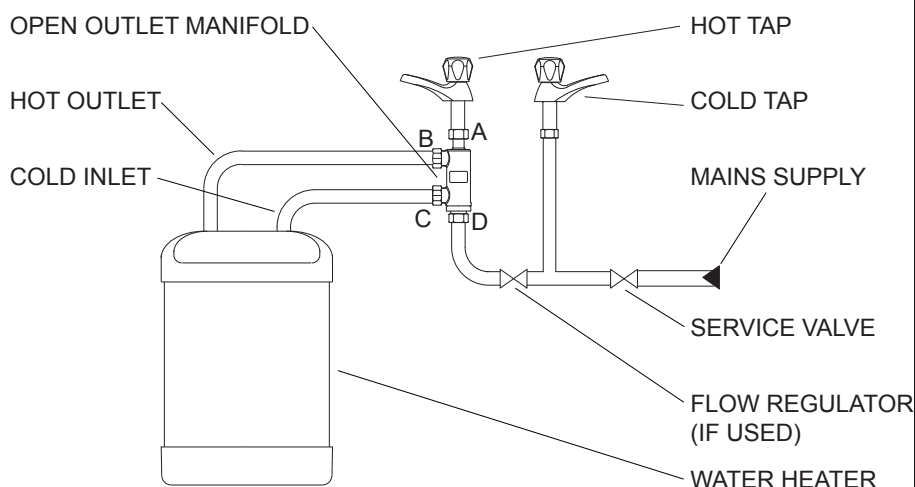 OPEN OUTLET MANIFOLD
HOT TAP
HOT OUTLET
COLD TAP
B
A
COLD INLET
MAINS SUPPLY
C
D
SERVICE VALVE
FLOW REGULATOR
(IF USED)
WATER HEATER